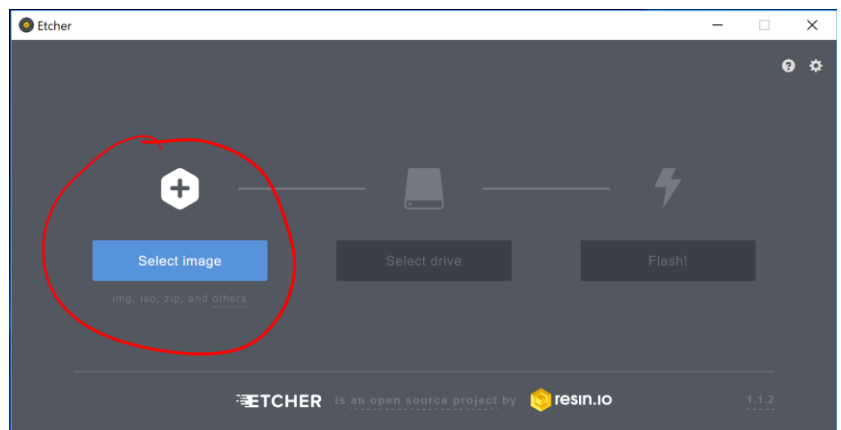 Etcher
Select image
Select drive
Flash!
img, iso, zip, and others
ETCHER is an open source project by resin.io
1.1.2